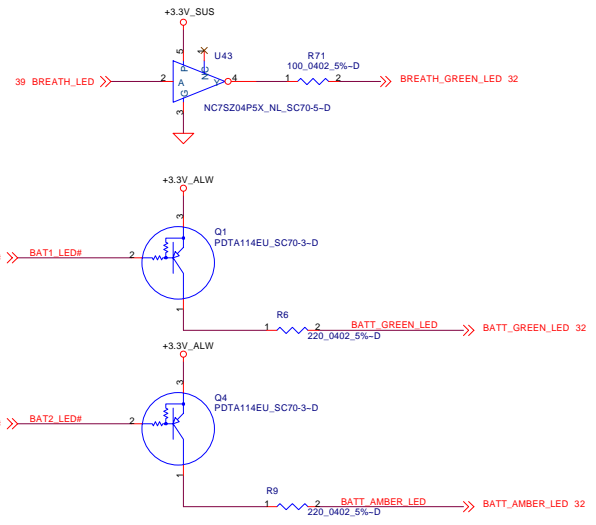 +3.3V_SUS
5
1
U43
R71
100_0402_5%~D
P
NC
39 BREATH_LED
2
A
Y
4
1
2
BREATH_GREEN_LED 32
G
3
NC7SZ04P5X_NL_SC70-5~D
+3.3V_ALW
3
Q1
PDTA114EU_SC70-3~D
BAT1_LED#
2
1
R6
1
2
BATT_GREEN_LED
BATT_GREEN_LED 32
220_0402_5%~D
+3.3V_ALW
3
Q4
PDTA114EU_SC70-3~D
BAT2_LED#
2
1
R9
1
2
BATT_AMBER_LED
BATT_AMBER_LED 32
220_0402_5%~D